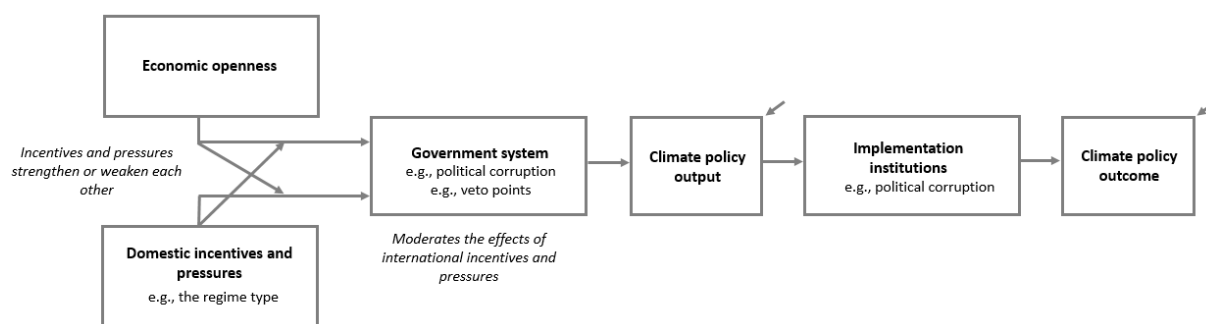 Economic openness
Incentives and pressures
strengthen or weaken each
other
Domestic incentives and
pressures
e.g., the regime type
Government system
e.g., political corruption
e.g., veto points
Moderates the effects of
international incentives and
pressures
Climate policy
output
Implementation
institutions
e.g., political corruption
Climate policy
outcome